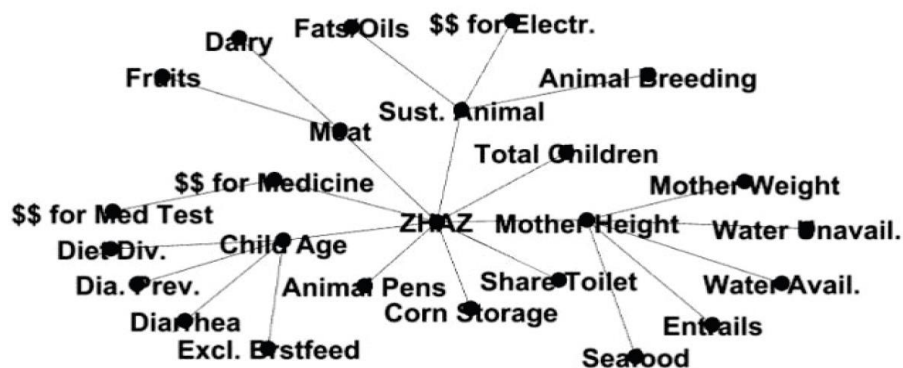 Fats/Oils
$$ for Electr.
Dairy
Fruits
Animal Breeding
Sust. Animal
Meat
Total Children
$$ for Medicine
Mother Weight
$$ for Med Test
ZHAZ
Mother Height
Water Unavail.
Diet Div.
Child Age
Dia. Prev.
Animal Pens
Share Toilet
Water Avail.
Corn Storage
Diarrhea
Entrails
Excl. Brstfeed
Seafood